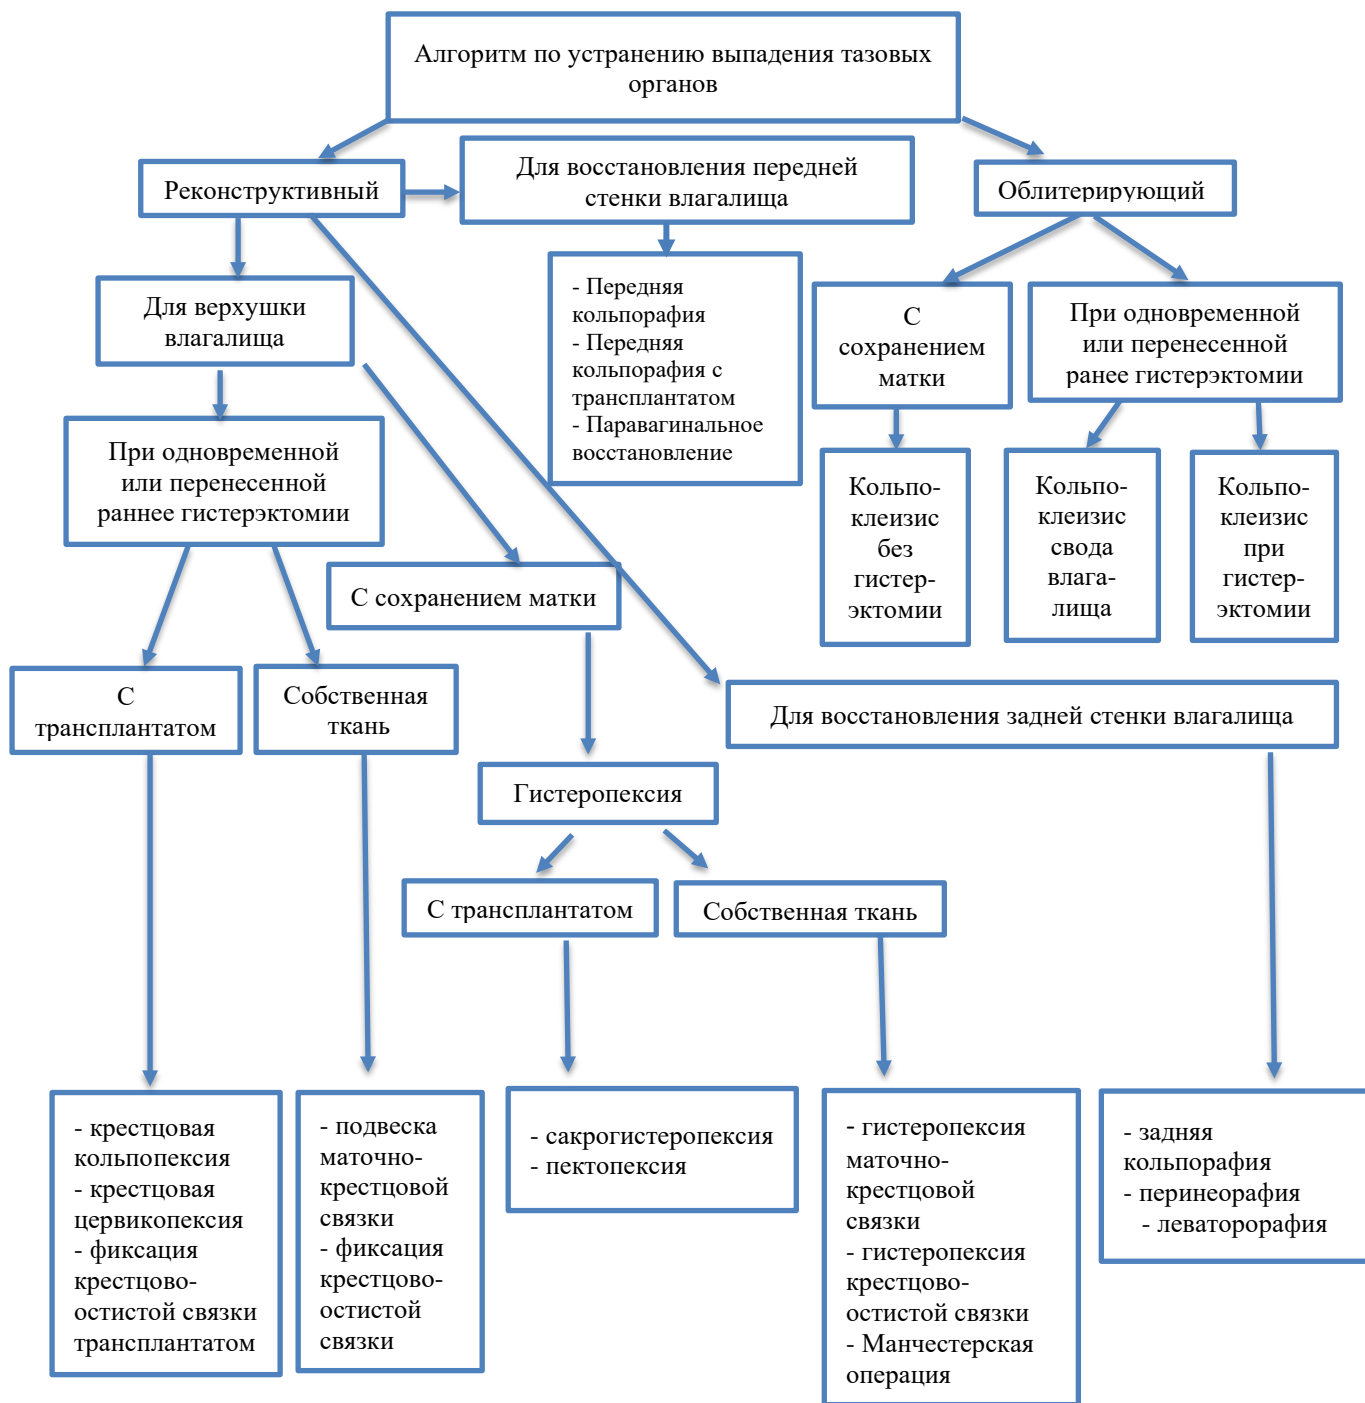 Алгоритм по устранению выпадения тазовых
органов
Реконструктивный
Для восстановления передней
стенки влагалища
Облитерирующий
Для верхушки
влагалища
- Передняя
кольпорафия
- Передняя
кольпорафия с
трансплантатом
- Паравагинальное
восстановление
С
сохранением
матки
При одновременной
или перенесенной
ранее гистерэктомии
При одновременной
или перенесенной
раннее гистерэктомии
Кольпо-
клеизис
без
гистер-
эктомии
Кольпо-
клеизис
свода
влага-
лища
Кольпо-
клеизис
при
гистер-
эктомии
С сохранением матки
С
трансплантатом
Собственная
ткань
Для восстановления задней стенки влагалища
Гистеропексия
С трансплантатом
Собственная ткань
- крестцовая
кольпопексия
- крестцовая
цервикопексия
- фиксация
крестцово-
остистой связки
трансплантатом
- подвеска
маточно-
крестцовой
связки
- фиксация
крестцово-
остистой
связки
- сакрогистеропексия
- пектопексия
- гистеропексия
маточно-
крестцовой
связки
- гистеропексия
крестцово-
остистой связки
- Манчестерская
операция
- задняя
кольпорафия
- перинеорафия
- леваторорафия